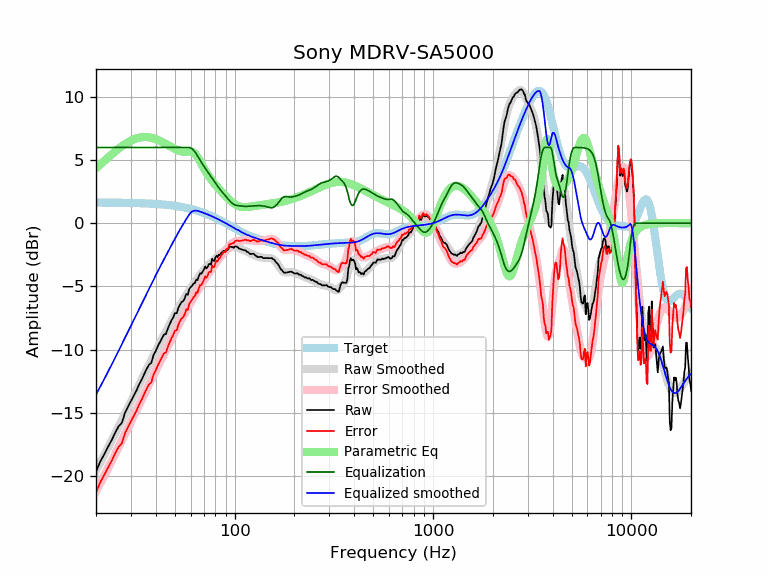 Sony MDRV-SA5000
Amplitude (dBr)
10
5
0
−5
−10
−15
−20
Target
Raw Smoothed
Error Smoothed
Raw
Error
Parametric Eq
Equalization
Equalized smoothed
100
1000
10000
Frequency (Hz)